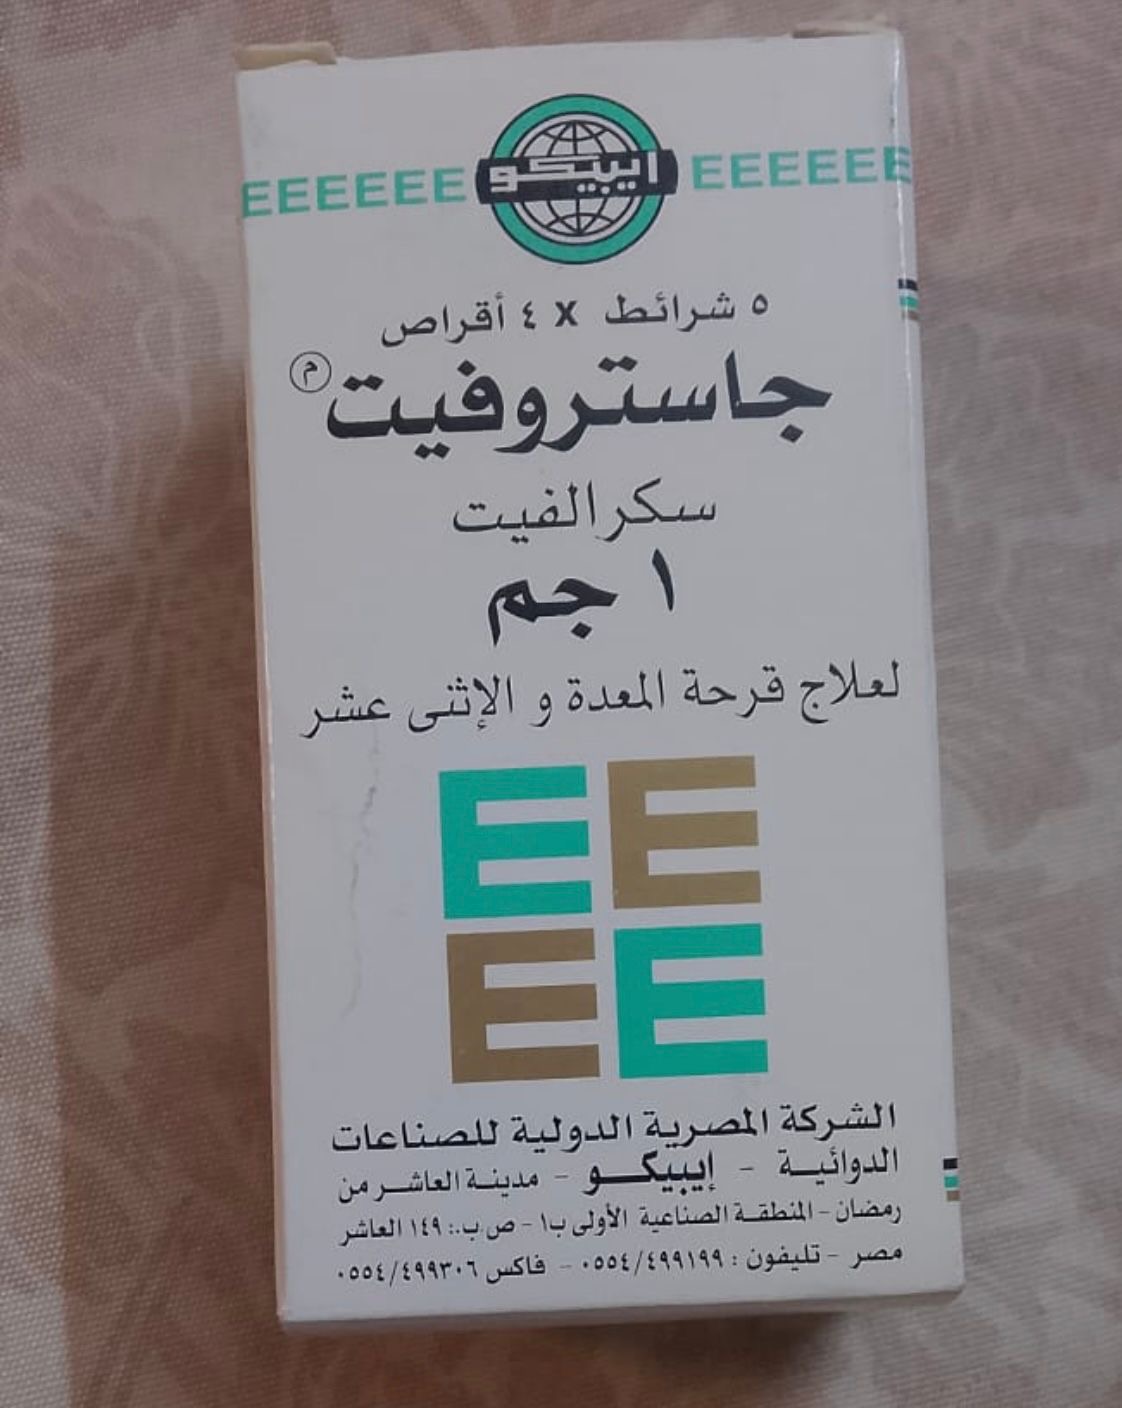 EEEEEE ايبيكو EEEEEE
٥ شرائط x ٤ أقراص
جاستروفيت م
سكرالفيت
١ جم
لعلاج قرحة المعدة و الإثنى عشر
E E
E E
الشركة المصرية الدولية للصناعات
الدوائية - إيبيكو - مدينة العاشر من
رمضان - المنطقة الصناعية الأولى ب١ - ص.ب.: ١٤٩ العاشر
مصر - تليفون : ٠٥٥٤/٤٩٩١٩٩ - فاكس ٠٥٥٤/٤٩٩٣٠٦